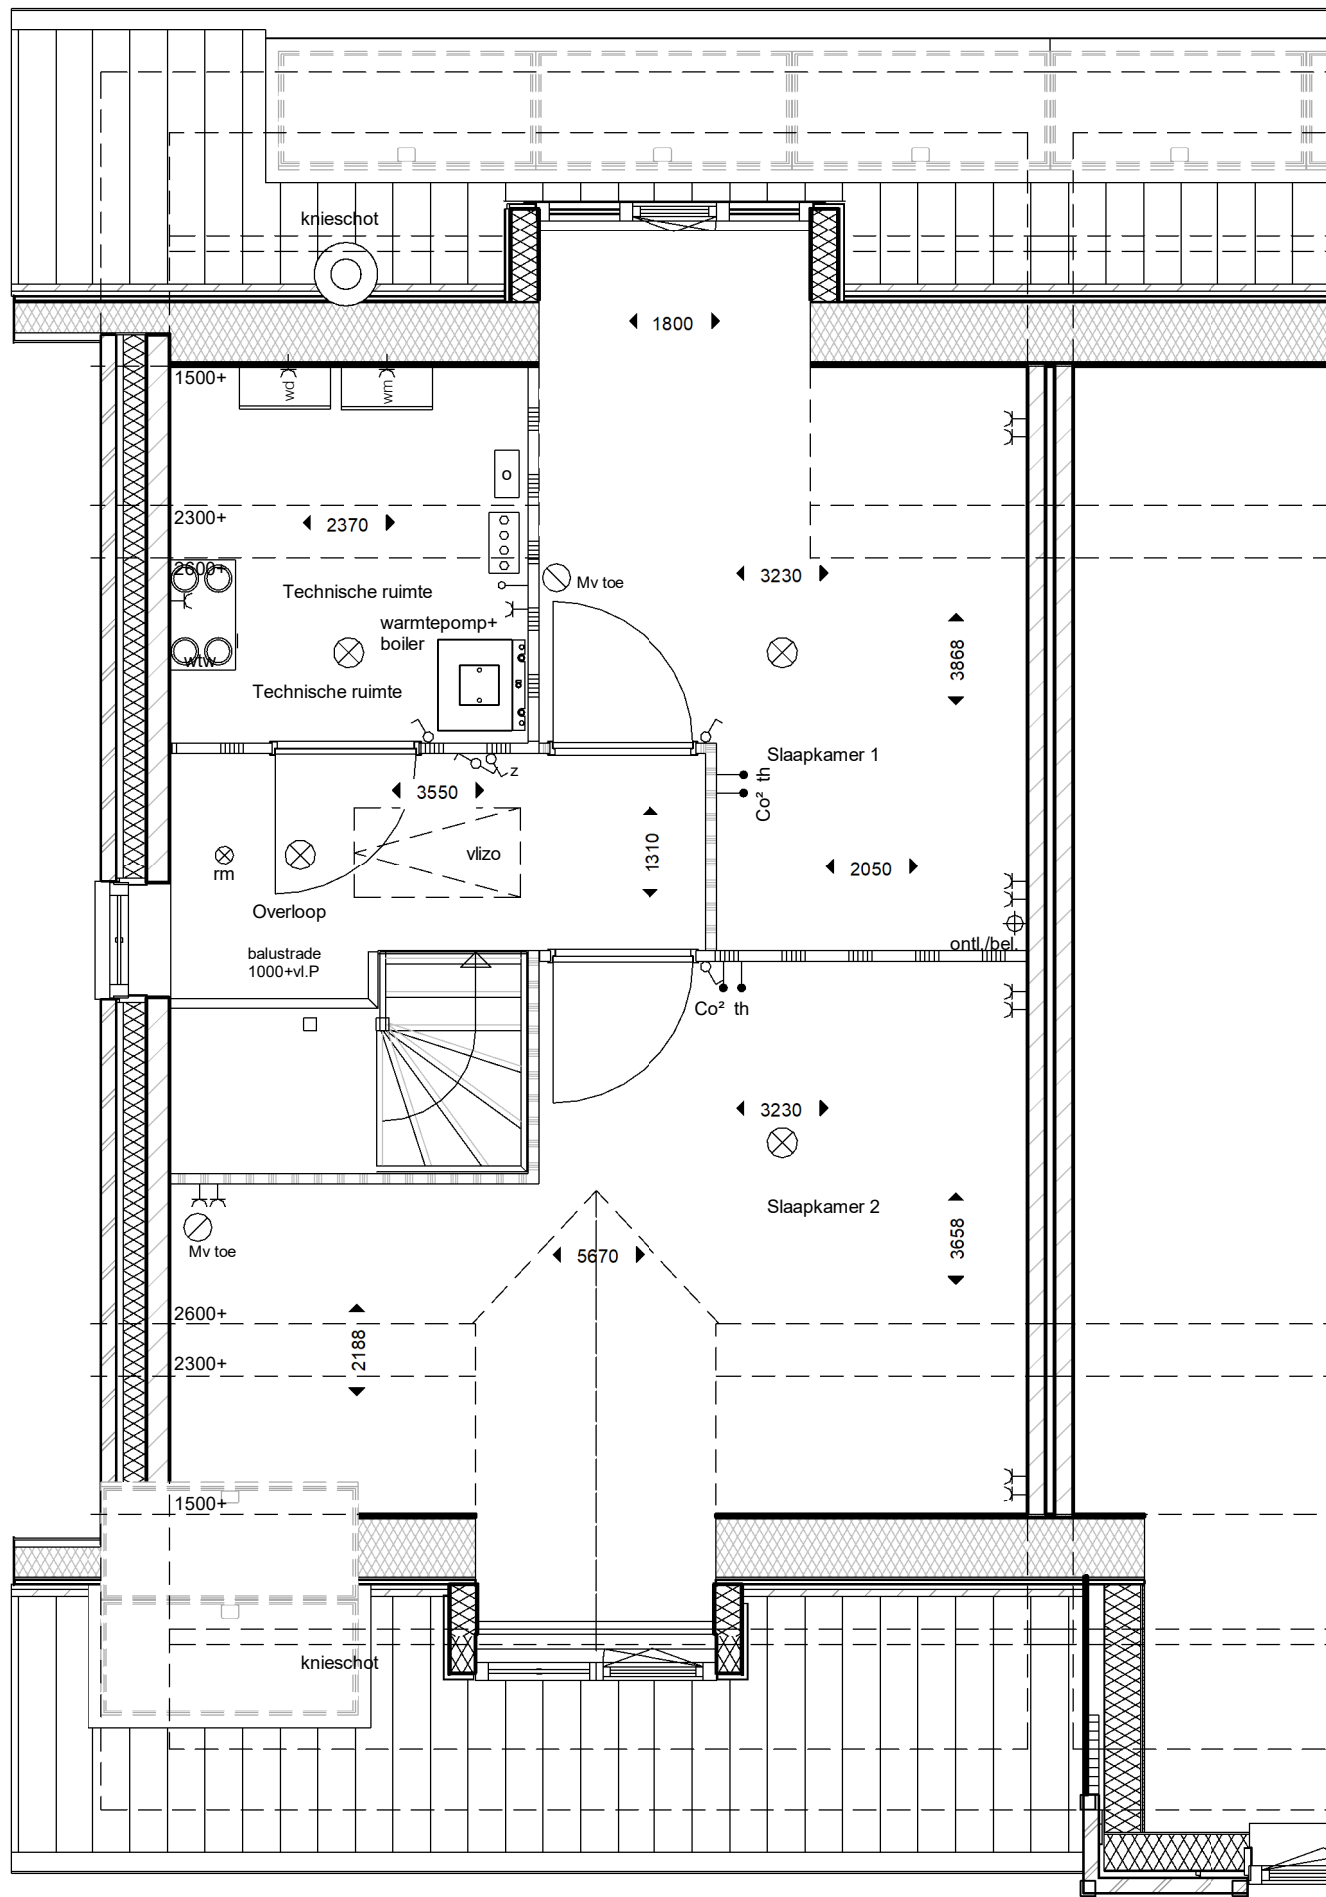 knieschot
1800
1500+
wd
wm
2300+
2370
2600+
Technische ruimte
Mv toe
3230
warmtepomp+
boiler
wtw
3868
Technische ruimte
Slaapkamer 1
z
3550
Co² th
vlizo
1310
2050
rm
Overloop
ontl./bel.
balustrade
1000+vl.P
Co² th
3230
Slaapkamer 2
3658
Mv toe
5670
2600+
2188
2300+
1500+
knieschot